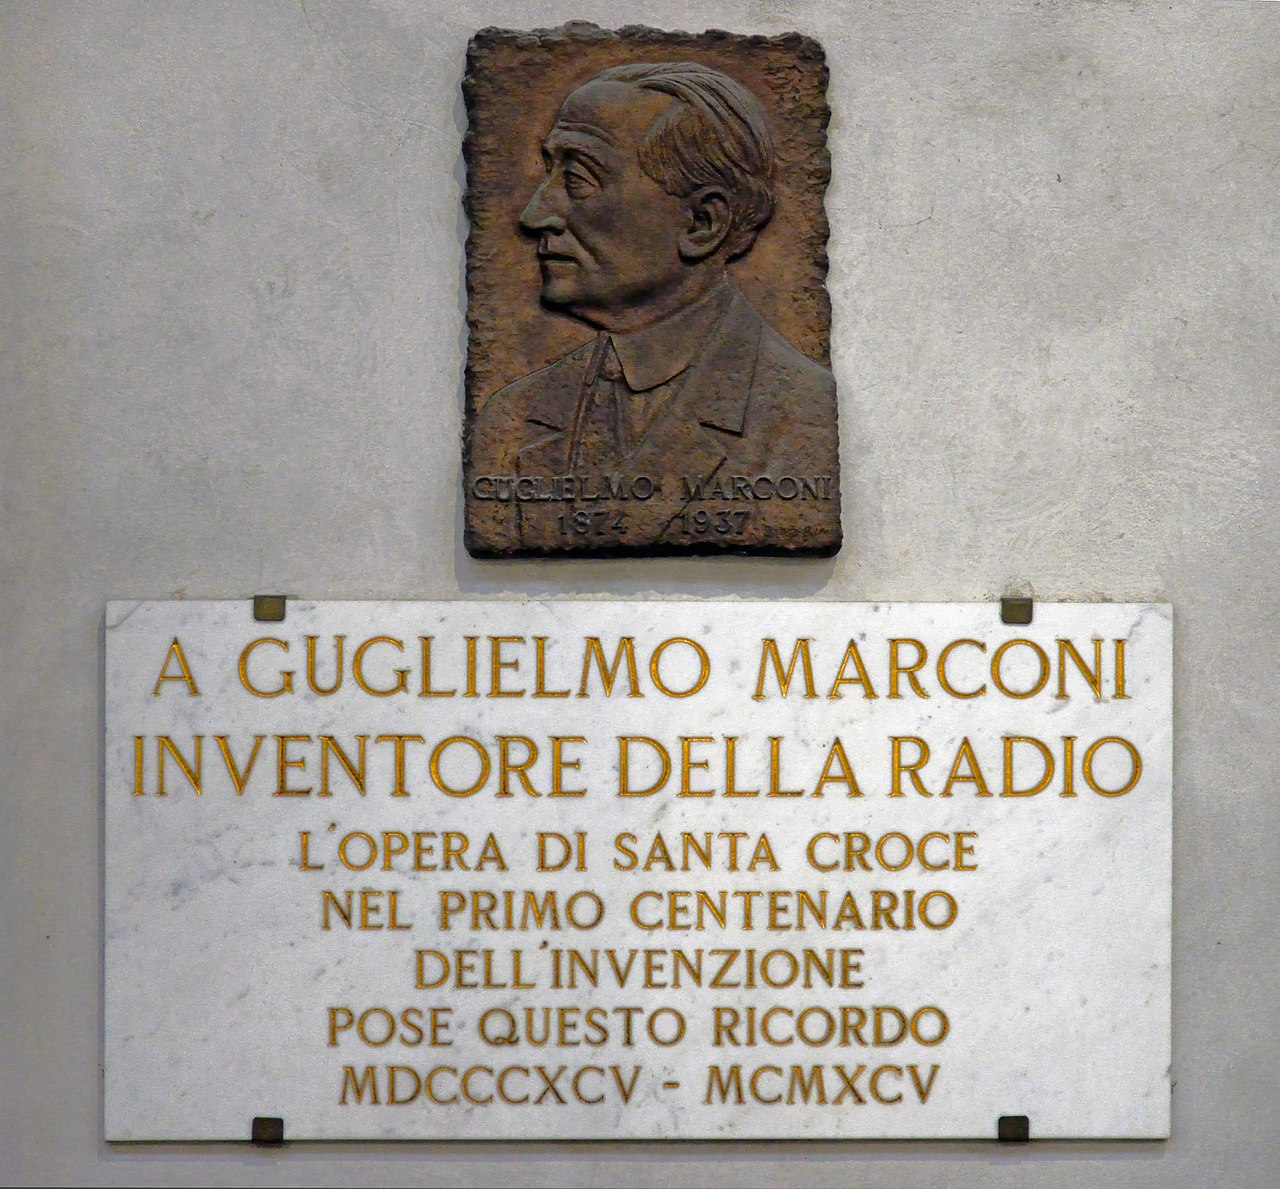 GUGLIELMO MARCONI
1874 1937
A GUGLIELMO MARCONI
INVENTORE DELLA RADIO
L'OPERA DI SANTA CROCE
NEL PRIMO CENTENARIO
DELL'INVENZIONE
POSE QUESTO RICORDO
MDCCCXCV - MCMXCV